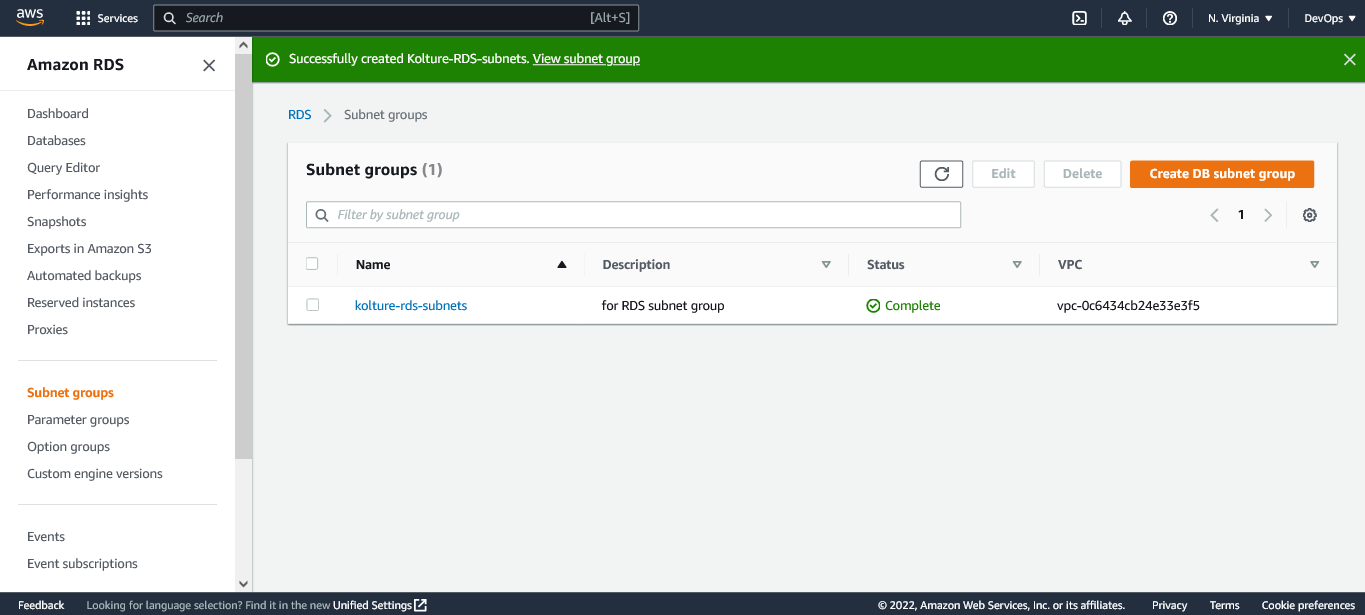 aws
Services
Search [Alt+S]
N. Virginia
DevOps
Amazon RDS
Successfully created Kolture-RDS-subnets. View subnet group
Dashboard
Databases
Query Editor
Performance insights
Snapshots
Exports in Amazon S3
Automated backups
Reserved instances
Proxies
Subnet groups
Parameter groups
Option groups
Custom engine versions
Events
Event subscriptions
RDS Subnet groups
Subnet groups (1)
Edit Delete Create DB subnet group
Filter by subnet group
1
Name Description Status VPC
kolture-rds-subnets for RDS subnet group Complete vpc-0c6434cb24e33e3f5
Feedback Looking for language selection? Find it in the new Unified Settings © 2022, Amazon Web Services, Inc. or its affiliates. Privacy Terms Cookie preferences